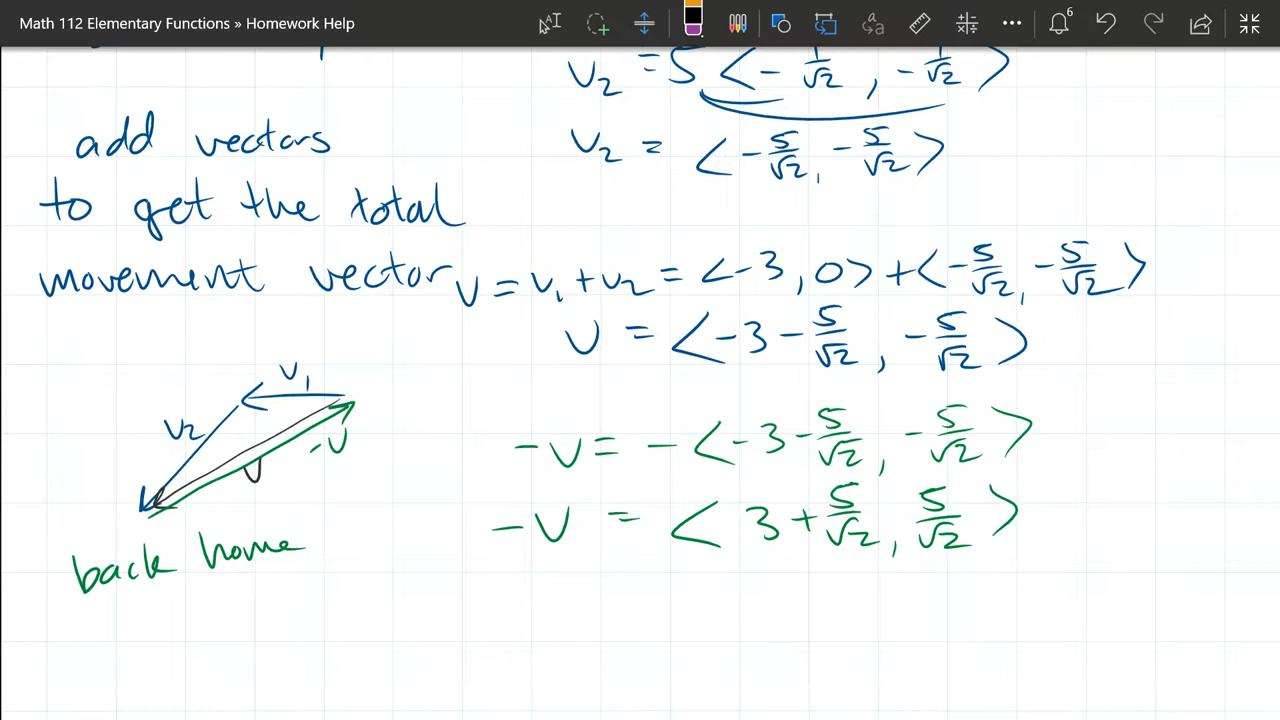 Math 112 Elementary Functions » Homework Help
6
v₂ = 5 <-1/√2, -1/√2>
add vectors
v₂ = <-5/√2, -5/√2>
to get the total
movement vector v = v₁ + v₂ = <-3, 0> + <-5/√2, -5/√2>
v = <-3 - 5/√2, -5/√2>
v₁
v₂
-v
v
-v = - <-3 - 5/√2, -5/√2>
-v = <3 + 5/√2, 5/√2>
back home